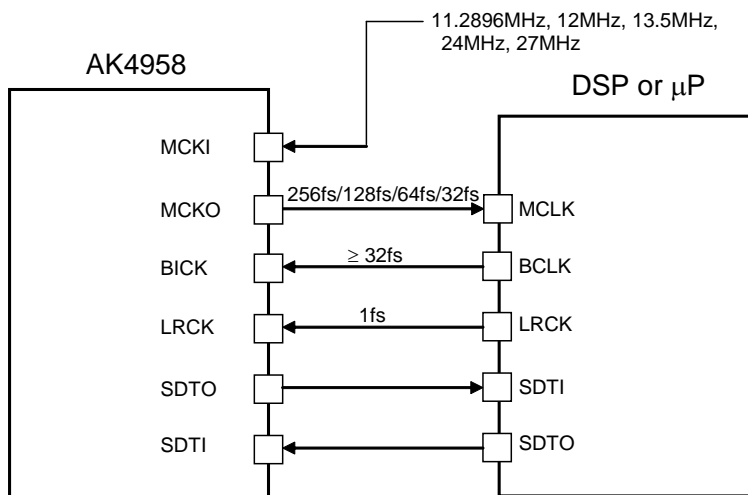 11.2896MHz, 12MHz, 13.5MHz,
24MHz, 27MHz
AK4958
DSP or μP
MCKI
MCKO
256fs/128fs/64fs/32fs
MCLK
BICK
≥ 32fs
BCLK
LRCK
1fs
LRCK
SDTO
SDTI
SDTI
SDTO